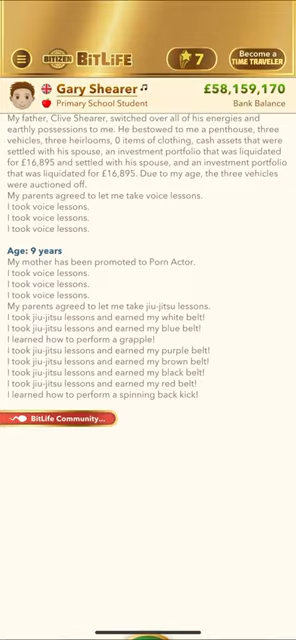 BITIZEN BITLIFE
7
Become a
TIME TRAVELER
Gary Shearer
£58,159,170
Primary School Student
Bank Balance
My father, Clive Shearer, switched over all of his energies and
earthly possessions to me. He bestowed to me a penthouse, three
vehicles, three heirlooms, 0 items of clothing, cash assets that were
settled with his spouse, an investment portfolio that was liquidated
for £16,895 and settled with his spouse, and an investment portfolio
that was liquidated for £16,895. Due to my age, the three vehicles
were auctioned off.
My parents agreed to let me take voice lessons.
I took voice lessons.
I took voice lessons.
I took voice lessons.
Age: 9 years
My mother has been promoted to Porn Actor.
I took voice lessons.
I took voice lessons.
I took voice lessons.
My parents agreed to let me take jiu-jitsu lessons.
I took jiu-jitsu lessons and earned my white belt!
I took jiu-jitsu lessons and earned my blue belt!
I learned how to perform a grapple!
I took jiu-jitsu lessons and earned my purple belt!
I took jiu-jitsu lessons and earned my brown belt!
I took jiu-jitsu lessons and earned my black belt!
I took jiu-jitsu lessons and earned my red belt!
I learned how to perform a spinning back kick!
BitLife Community...